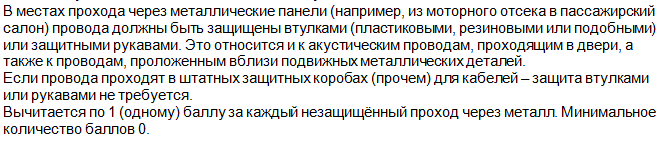 В местах прохода через металлические панели (например, из моторного отсека в пассажирский
салон) провода должны быть защищены втулками (пластиковыми, резиновыми или подобными)
или защитными рукавами. Это относится и к акустическим проводам, проходящим в двери, а
также к проводам, проложенным вблизи подвижных металлических деталей.
Если провода проходят в штатных защитных коробах (прочем) для кабелей – защита втулками
или рукавами не требуется.
Вычитается по 1 (одному) баллу за каждый незащищённый проход через металл. Минимальное
количество баллов 0.